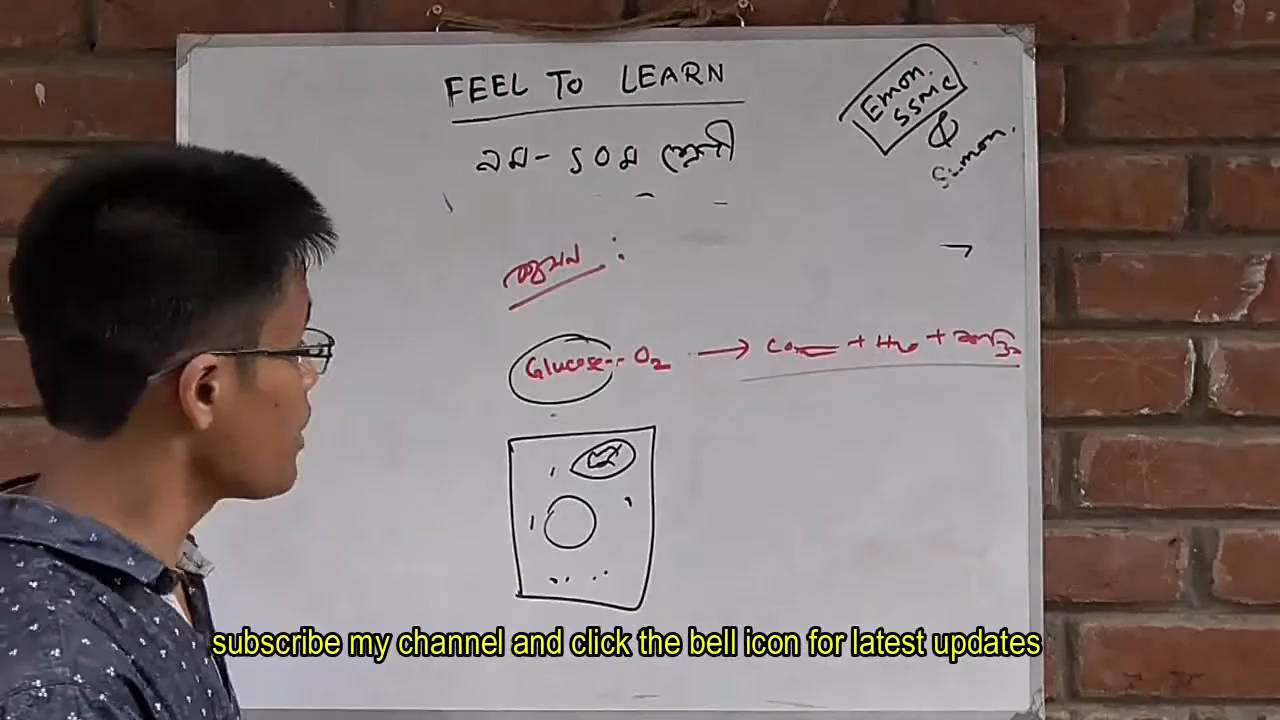 FEEL TO LEARN
৯ম-১০ম শ্রেণী
Emon.
SSMC
&
Sumon.
শ্বসন :
Glucose + O2 → CO2 + H2O + শক্তি
subscribe my channel and click the bell icon for latest updates